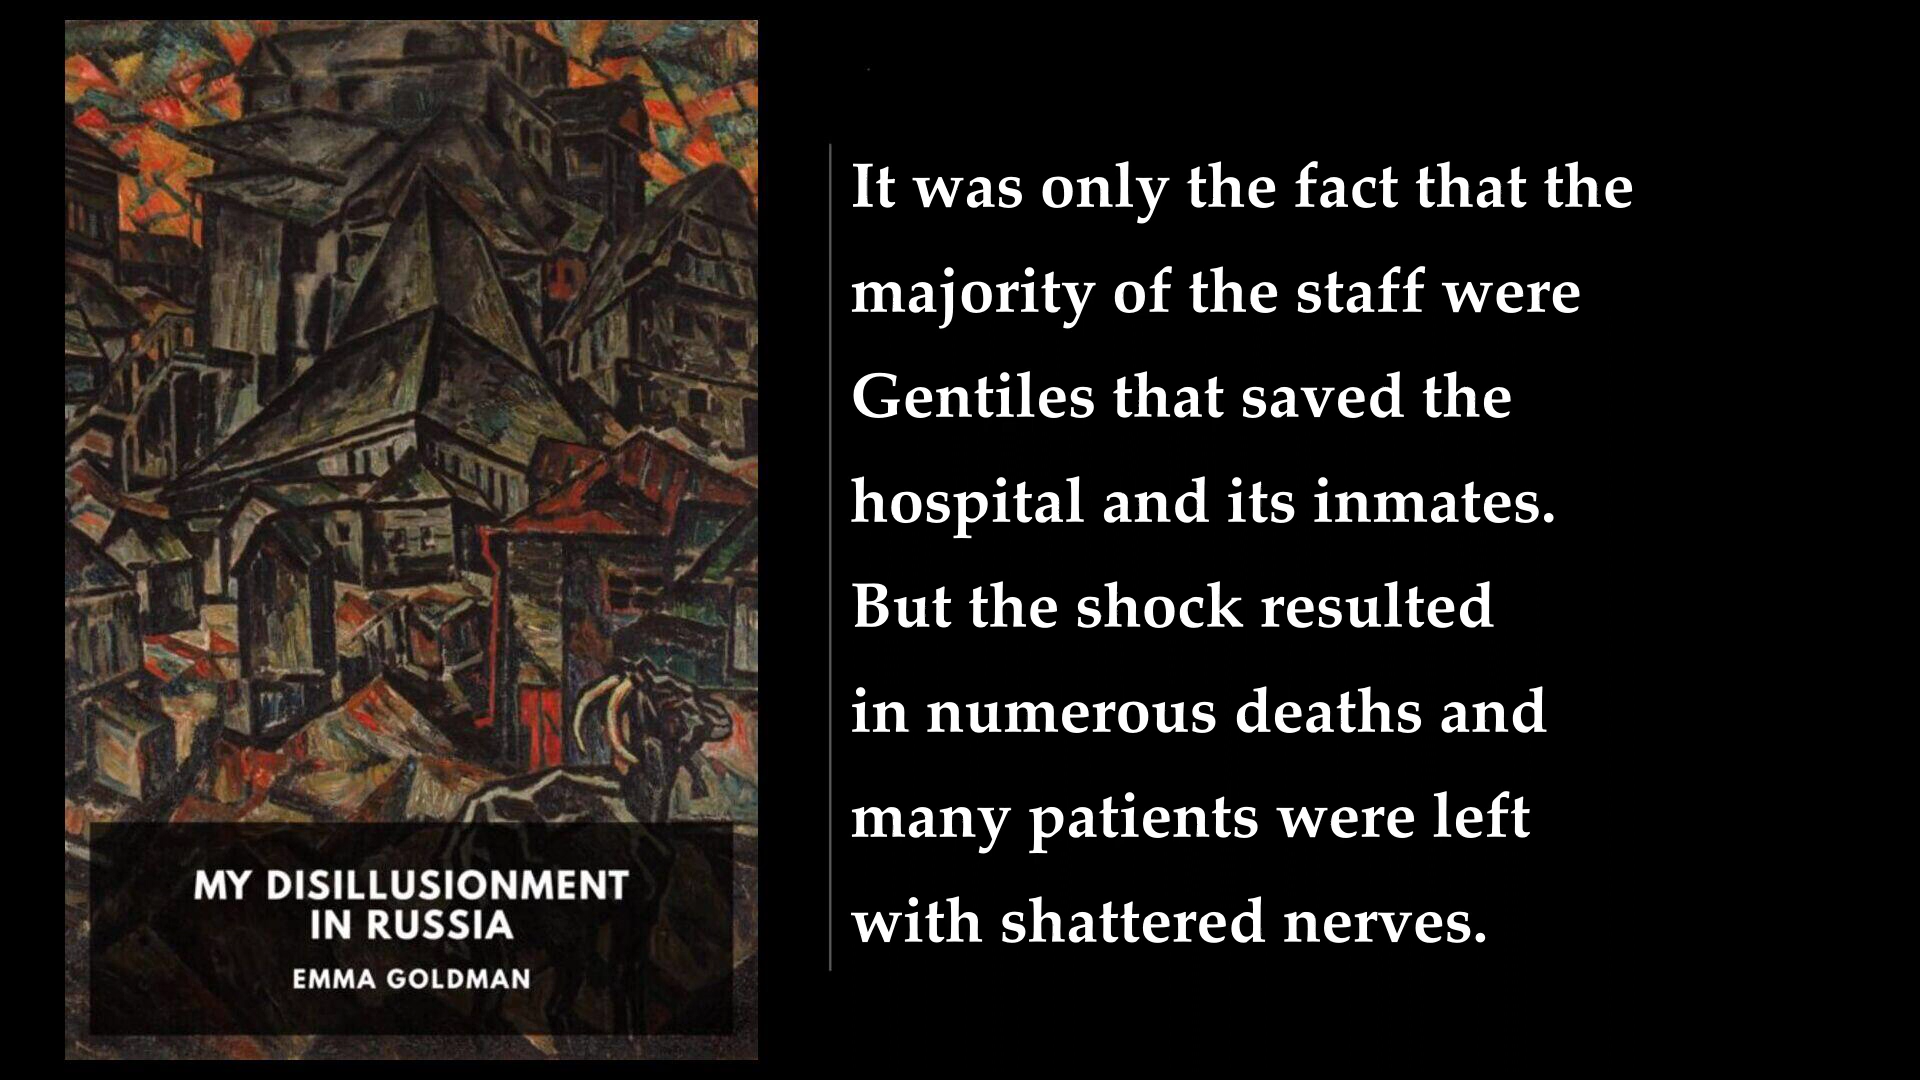 MY DISILLUSIONMENT
IN RUSSIA
EMMA GOLDMAN
It was only the fact that the
majority of the staff were
Gentiles that saved the
hospital and its inmates.
But the shock resulted
in numerous deaths and
many patients were left
with shattered nerves.